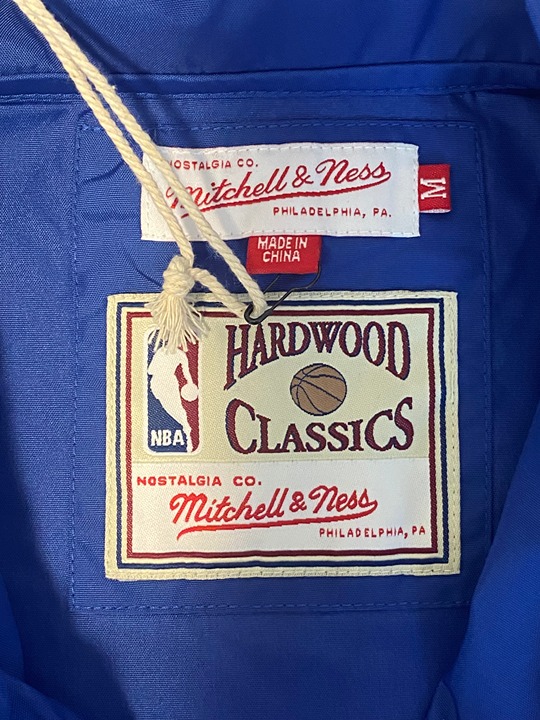 NOSTALGIA CO.
Mitchell & Ness
PHILADELPHIA, PA.
M
MADE IN
CHINA
HARDWOOD
NBA
CLASSICS
NOSTALGIA CO.
Mitchell & Ness
PHILADELPHIA, PA